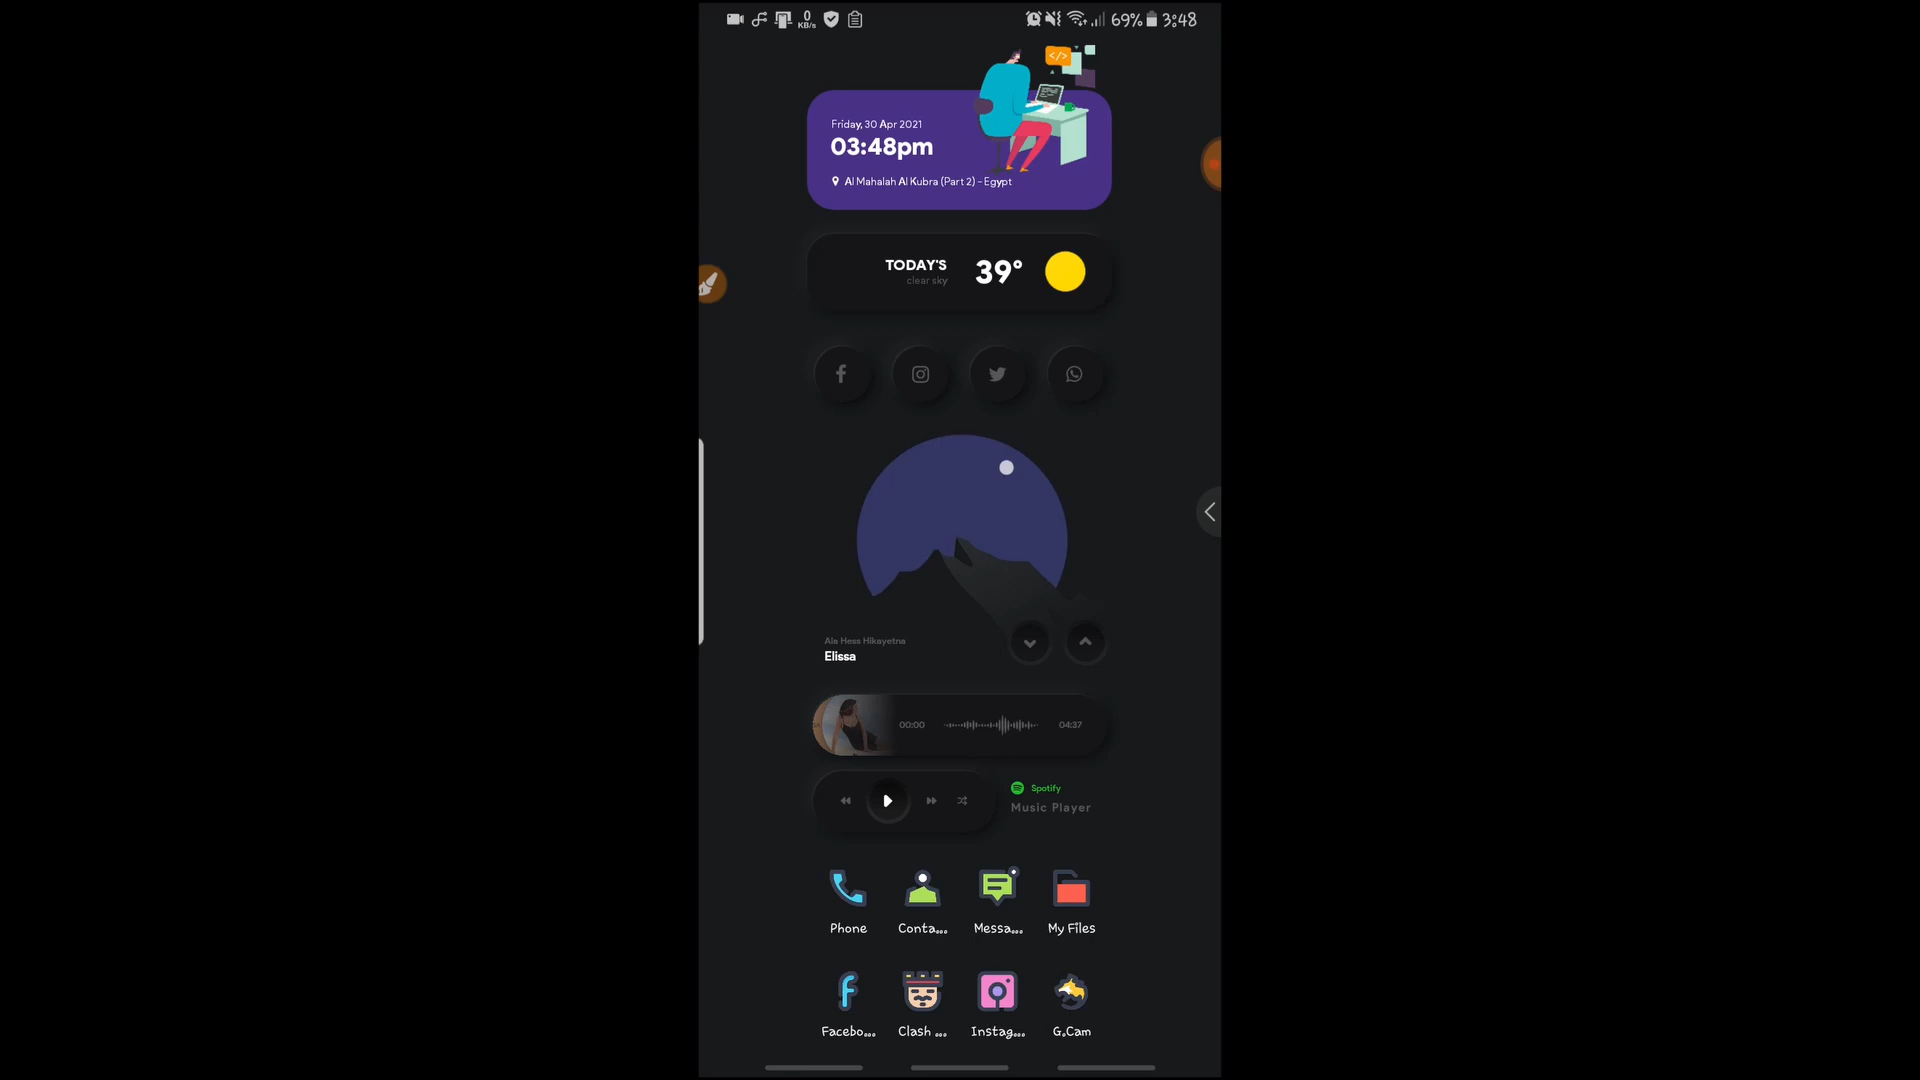 0
KB/s
69% 3:48
</>
Friday, 30 Apr 2021
03:48pm
Al Mahalah Al Kubra (Part 2) - Egypt
TODAY'S
clear sky
39°
Ala Hess Hikayetna
Elissa
00:00
04:37
Spotify
Music Player
Phone
Conta...
Messa...
My Files
Facebo...
Clash ...
Instag...
G.Cam